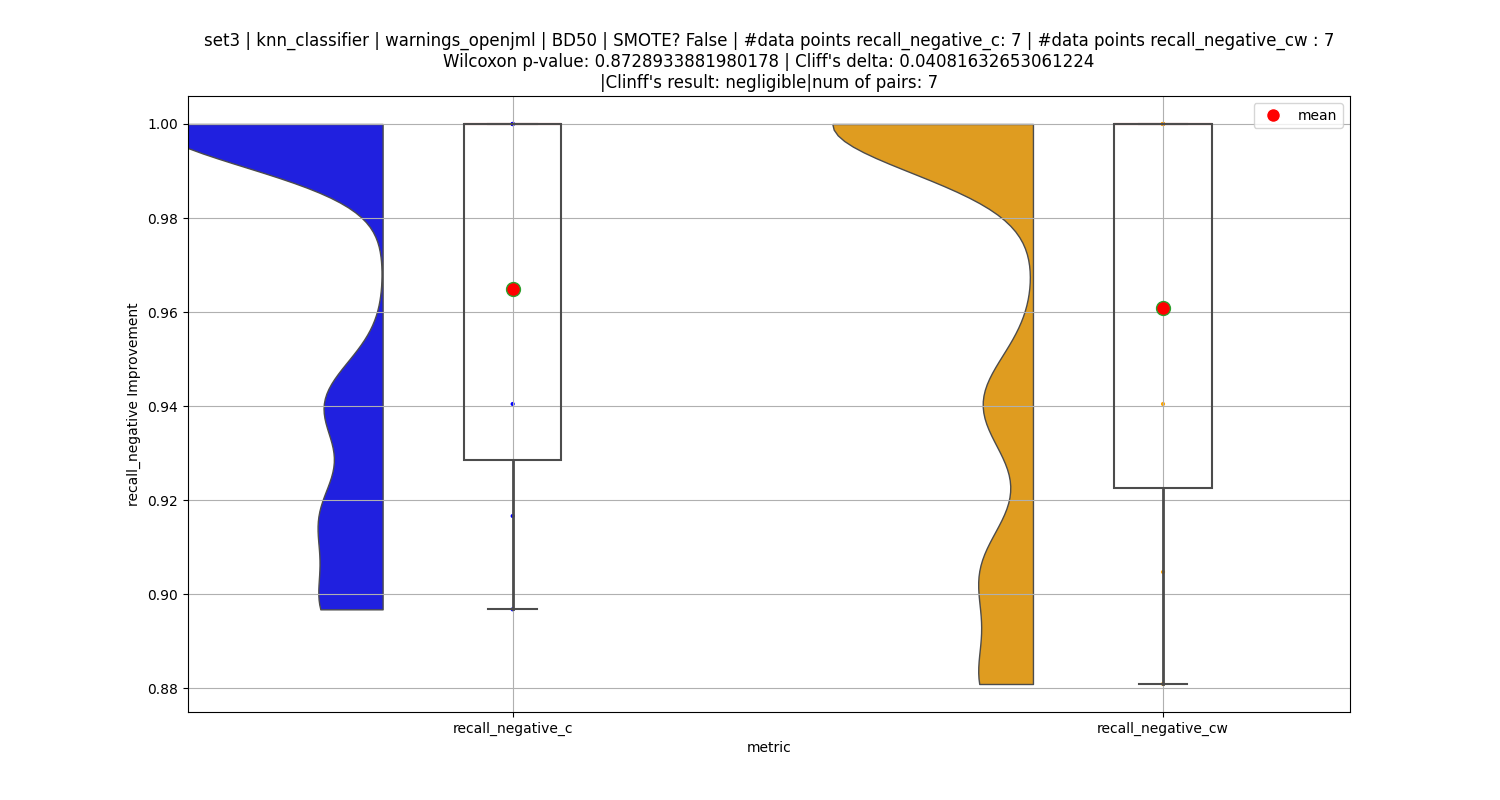 set3 | knn_classifier | warnings_openjml | BD50 | SMOTE? False | #data points recall_negative_c: 7 | #data points recall_negative_cw : 7
Wilcoxon p-value: 0.8728933881980178 | Cliff's delta: 0.04081632653061224
|Clinff's result: negligible|num of pairs: 7
mean
1.00
0.98
0.96
0.94
0.92
0.90
0.88
recall_negative Improvement
recall_negative_c
recall_negative_cw
metric